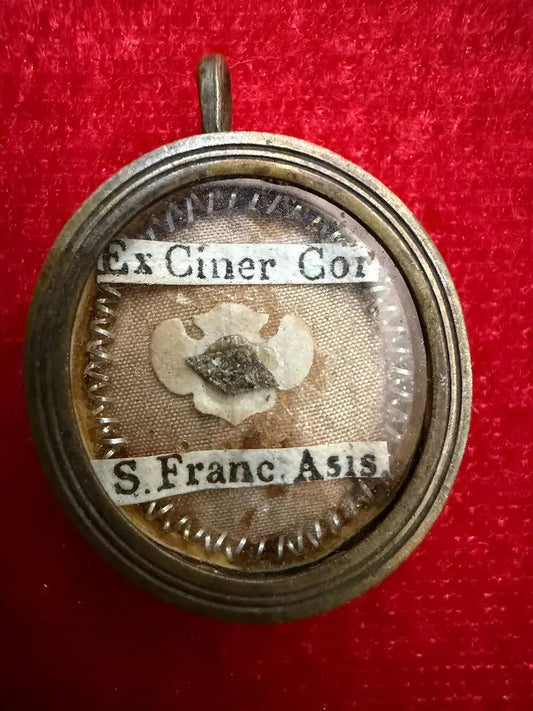 Ex Ciner Cor
S. Franc. Asis.